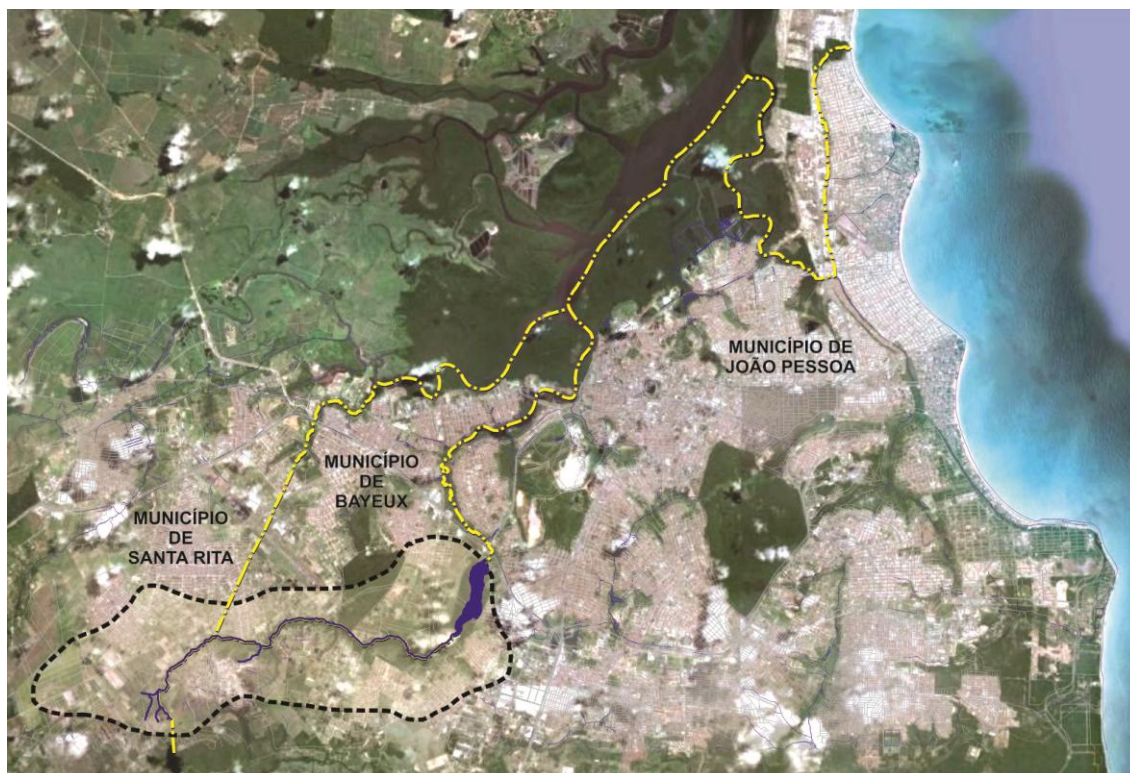 MUNICÍPIO DE
JOÃO PESSOA
MUNICÍPIO
DE
BAYEUX
MUNICÍPIO
DE
SANTA RITA